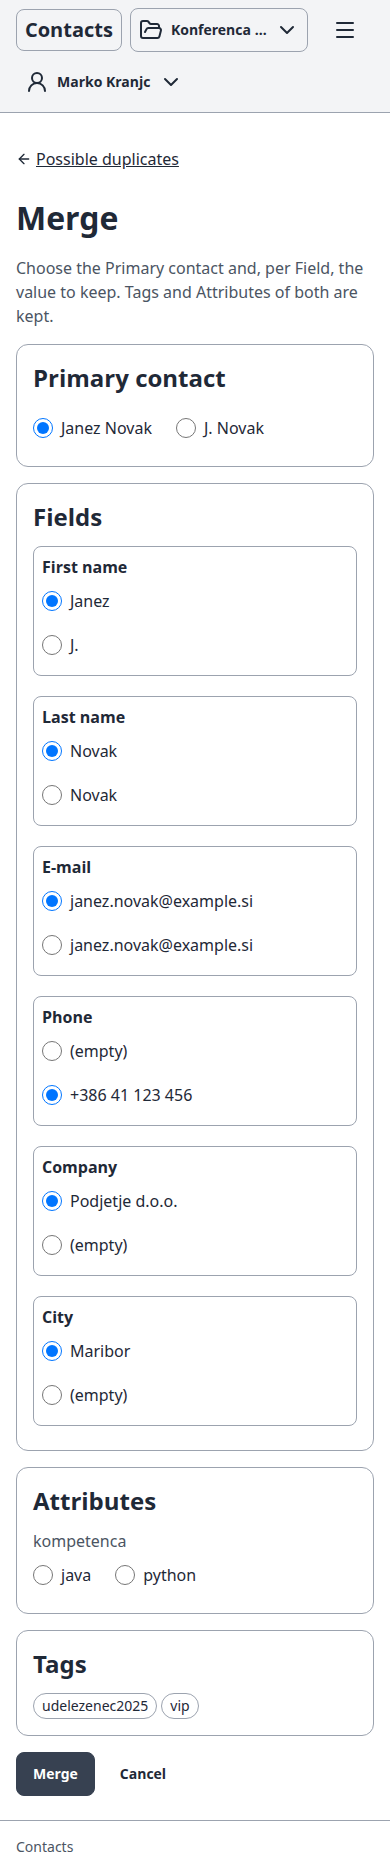 Contacts
Konferenca ...
Marko Kranjc
Possible duplicates
Merge
Choose the Primary contact and, per Field, the
value to keep. Tags and Attributes of both are
kept.
Primary contact
Janez Novak
J. Novak
Fields
First name
Janez
J.
Last name
Novak
Novak
E-mail
janez.novak@example.si
janez.novak@example.si
Phone
(empty)
+386 41 123 456
Company
Podjetje d.o.o.
(empty)
City
Maribor
(empty)
Attributes
kompetenca
java
python
Tags
udelezenec2025
vip
Merge
Cancel
Contacts